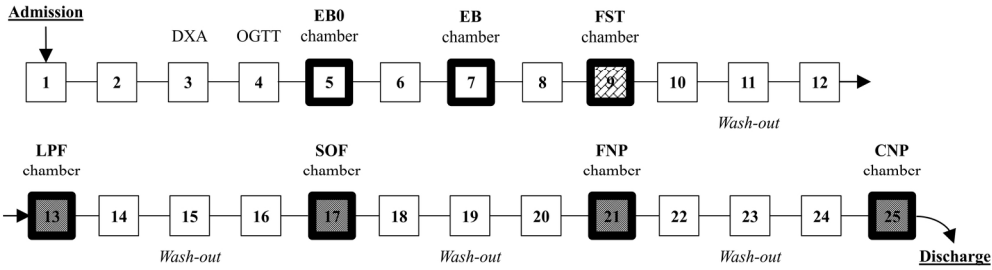 Admission
EB0 EB FST
DXA OGTT chamber chamber chamber
1 2 3 4 5 6 7 8 9 10 11 12
Wash-out
LPF SOF FNP CNP
chamber chamber chamber chamber
13 14 15 16 17 18 19 20 21 22 23 24 25
Wash-out Wash-out Wash-out
Discharge